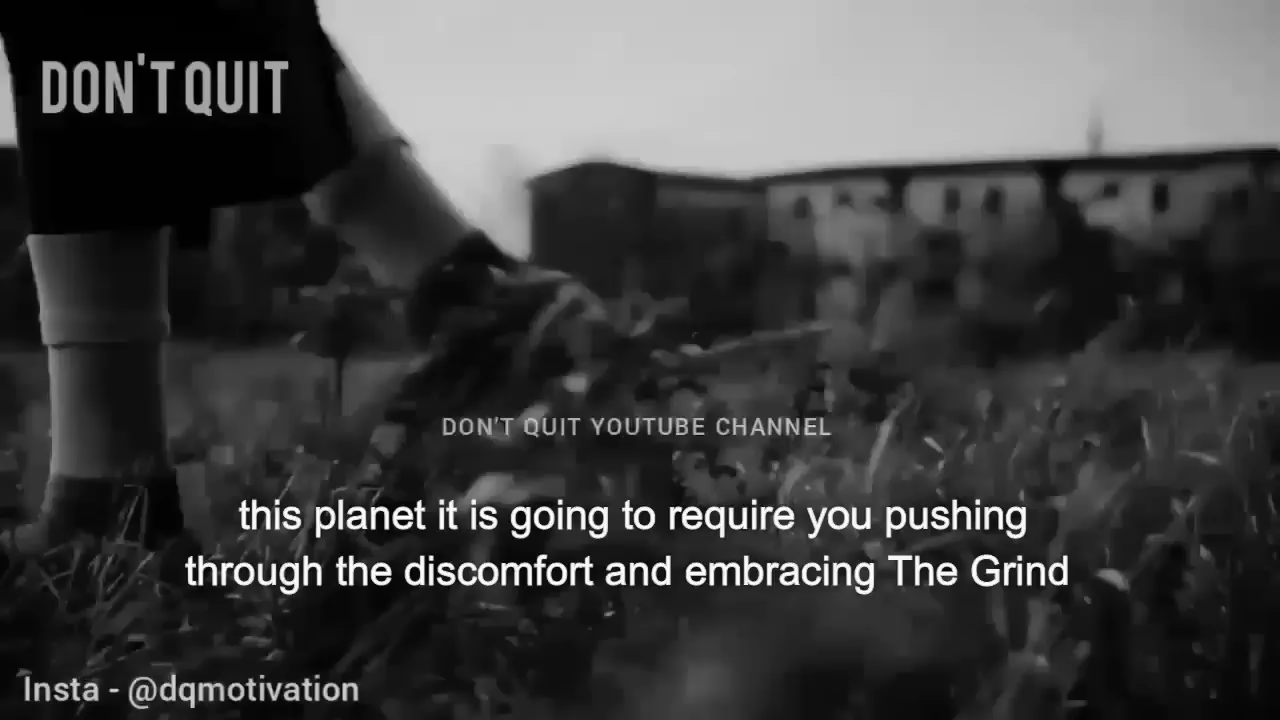 DON'T QUIT
DON'T QUIT YOUTUBE CHANNEL
this planet it is going to require you pushing
through the discomfort and embracing The Grind
Insta - @dqmotivation